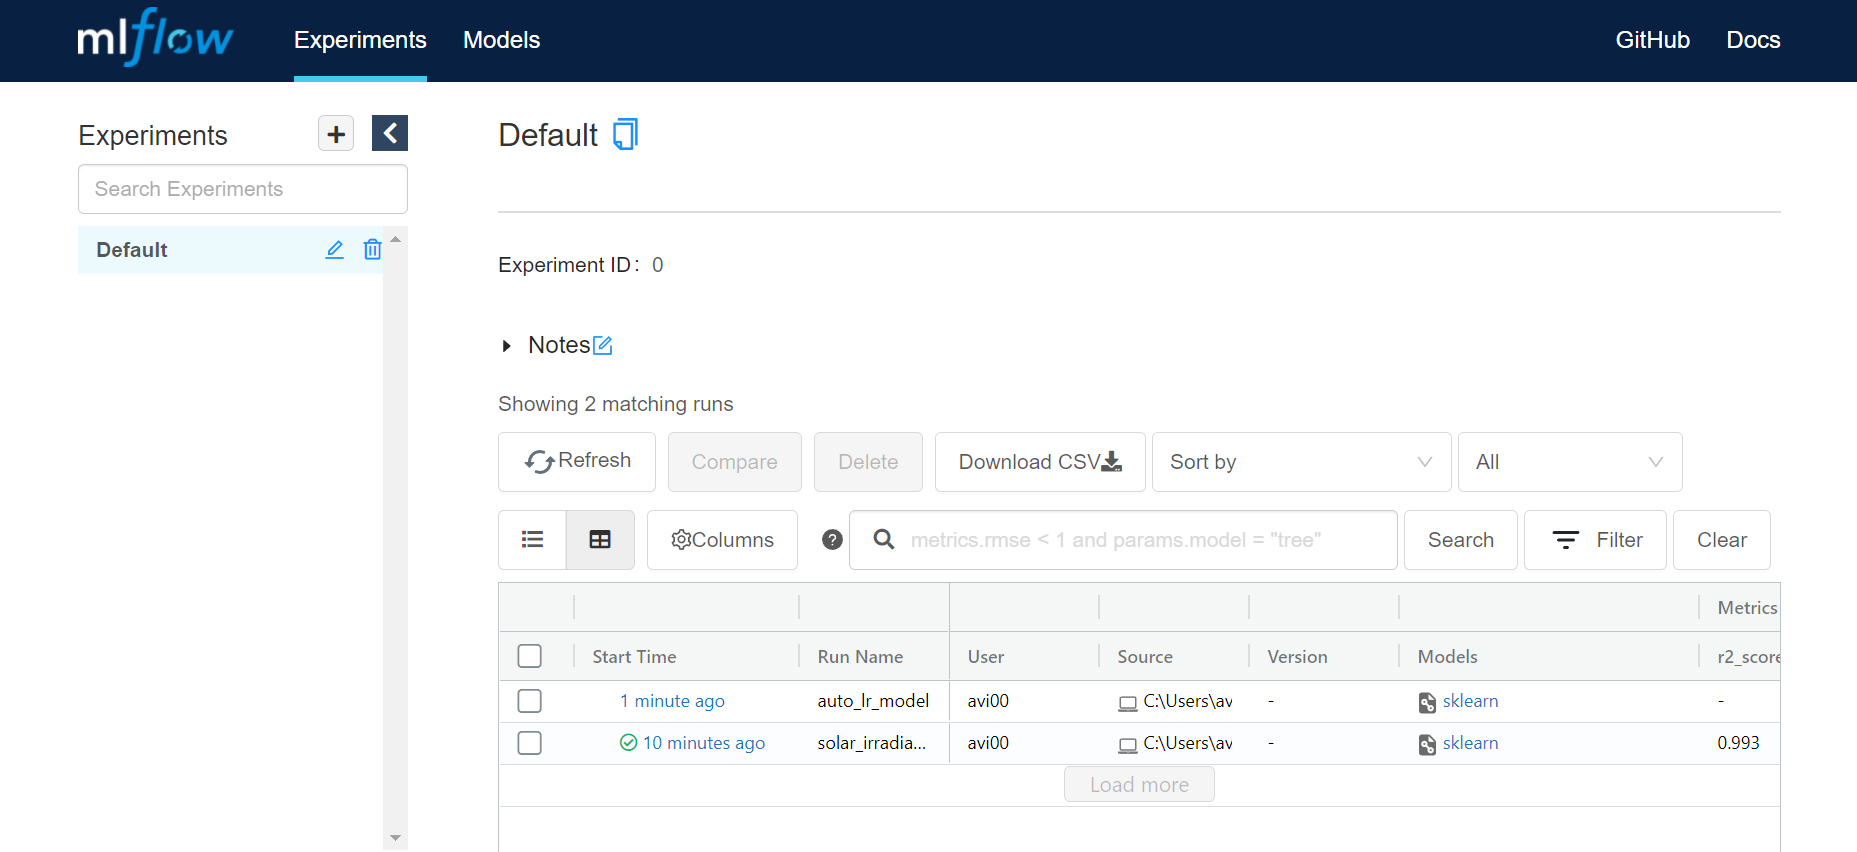 mlflow Experiments Models GitHub Docs
Experiments +
Search Experiments
Default
Default
Experiment ID: 0
Notes
Showing 2 matching runs
Refresh Compare Delete Download CSV Sort by All
Columns ? metrics.rmse < 1 and params.model = "tree" Search Filter Clear
Metrics
Start Time Run Name User Source Version Models r2_score
1 minute ago auto_lr_model avi00 C:\Users\av - sklearn -
10 minutes ago solar_irradia... avi00 C:\Users\av - sklearn 0.993
Load more